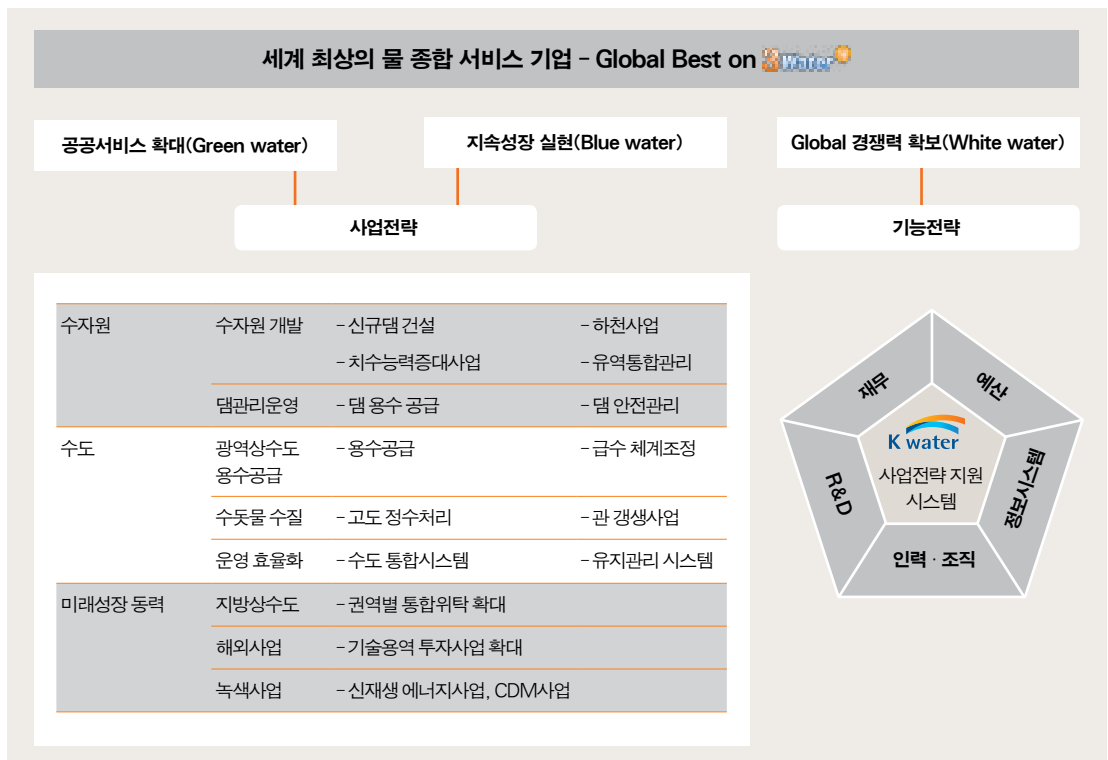 세계 최상의 물 종합 서비스 기업 - Global Best on K Water
공공서비스 확대(Green water)
지속성장 실현(Blue water)
Global 경쟁력 확보(White water)
사업전략
기능전략
수자원 수자원 개발 - 신규댐 건설 - 하천사업
- 치수능력증대사업 - 유역통합관리
댐관리운영 - 댐 용수 공급 - 댐 안전관리
수도 광역상수도 - 용수공급 - 급수 체계조정
용수공급
수돗물 수질 - 고도 정수처리 - 관 갱생사업
운영 효율화 - 수도 통합시스템 - 유지관리 시스템
미래성장 동력 지방상수도 - 권역별 통합위탁 확대
해외사업 - 기술용역 투자사업 확대
녹색사업 - 신재생 에너지사업, CDM사업
재무
예산
K water
사업전략 지원
시스템
R&D
정보시스템
인력 · 조직